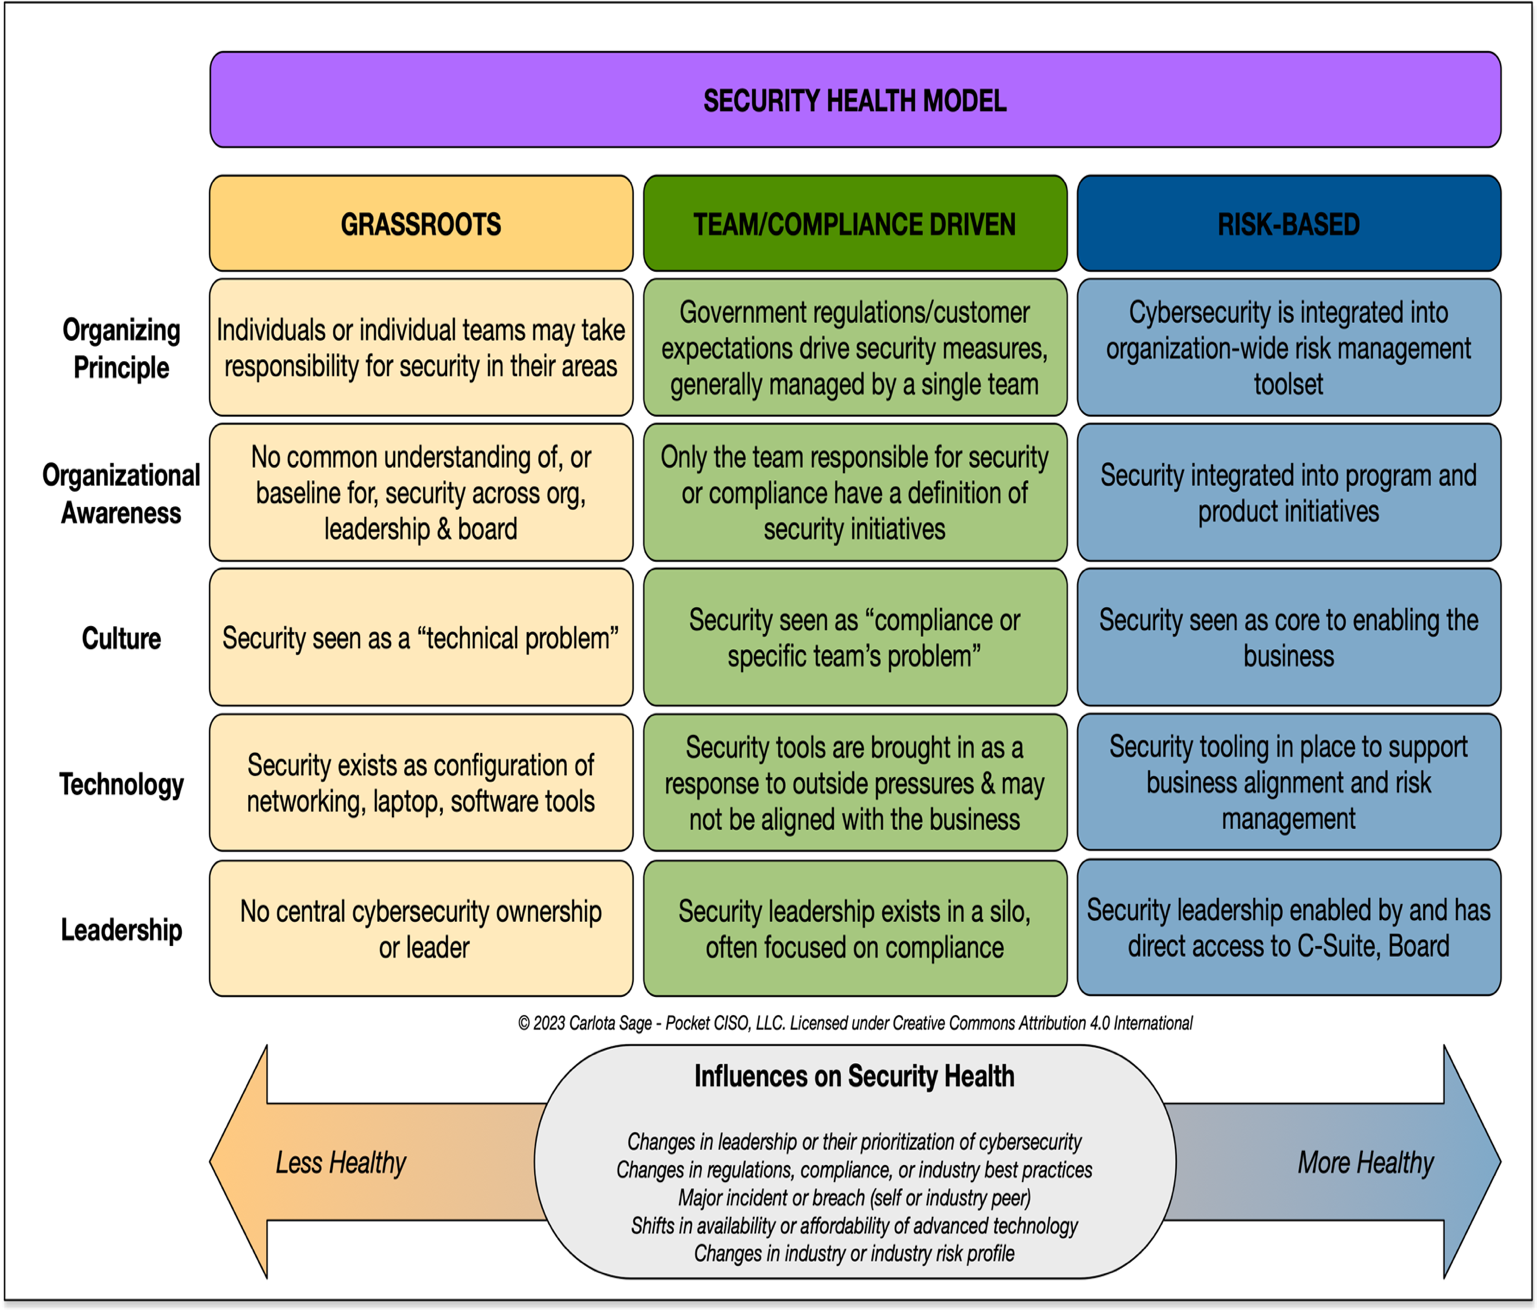 SECURITY HEALTH MODEL
GRASSROOTS
TEAM/COMPLIANCE DRIVEN
RISK-BASED
Organizing
Principle
Individuals or individual teams may take
responsibility for security in their areas
Government regulations/customer
expectations drive security measures,
generally managed by a single team
Cybersecurity is integrated into
organization-wide risk management
toolset
Organizational
Awareness
No common understanding of, or
baseline for, security across org,
leadership & board
Only the team responsible for security
or compliance have a definition of
security initiatives
Security integrated into program and
product initiatives
Culture
Security seen as a “technical problem”
Security seen as “compliance or
specific team’s problem”
Security seen as core to enabling the
business
Technology
Security exists as configuration of
networking, laptop, software tools
Security tools are brought in as a
response to outside pressures & may
not be aligned with the business
Security tooling in place to support
business alignment and risk
management
Leadership
No central cybersecurity ownership
or leader
Security leadership exists in a silo,
often focused on compliance
Security leadership enabled by and has
direct access to C-Suite, Board
© 2023 Carlota Sage - Pocket CISO, LLC. Licensed under Creative Commons Attribution 4.0 International
Less Healthy
Influences on Security Health
Changes in leadership or their prioritization of cybersecurity
Changes in regulations, compliance, or industry best practices
Major incident or breach (self or industry peer)
Shifts in availability or affordability of advanced technology
Changes in industry or industry risk profile
More Healthy